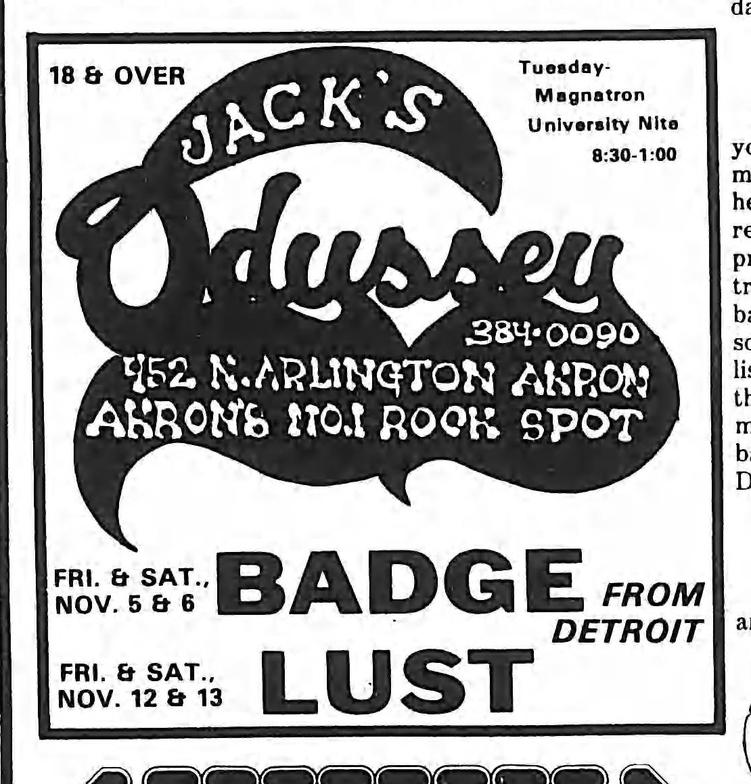 18 & OVER
JACK'S
Odyssey
Tuesday-
Magnatron
University Nite
8:30-1:00
384·0090
452 N. ARLINGTON AKRON
AKRON'S NO.1 ROCK SPOT
FRI. & SAT.,
NOV. 5 & 6
BADGE FROM
DETROIT
FRI. & SAT.,
NOV. 12 & 13
LUST